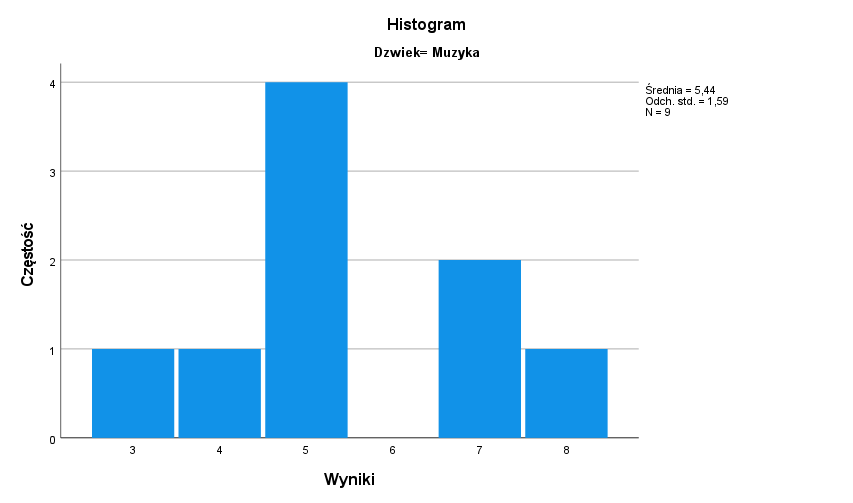 Histogram
Dzwiek= Muzyka
Średnia = 5,44
Odch. std. = 1,59
N = 9
Częstość
4
3
2
1
0
3 4 5 6 7 8
Wyniki